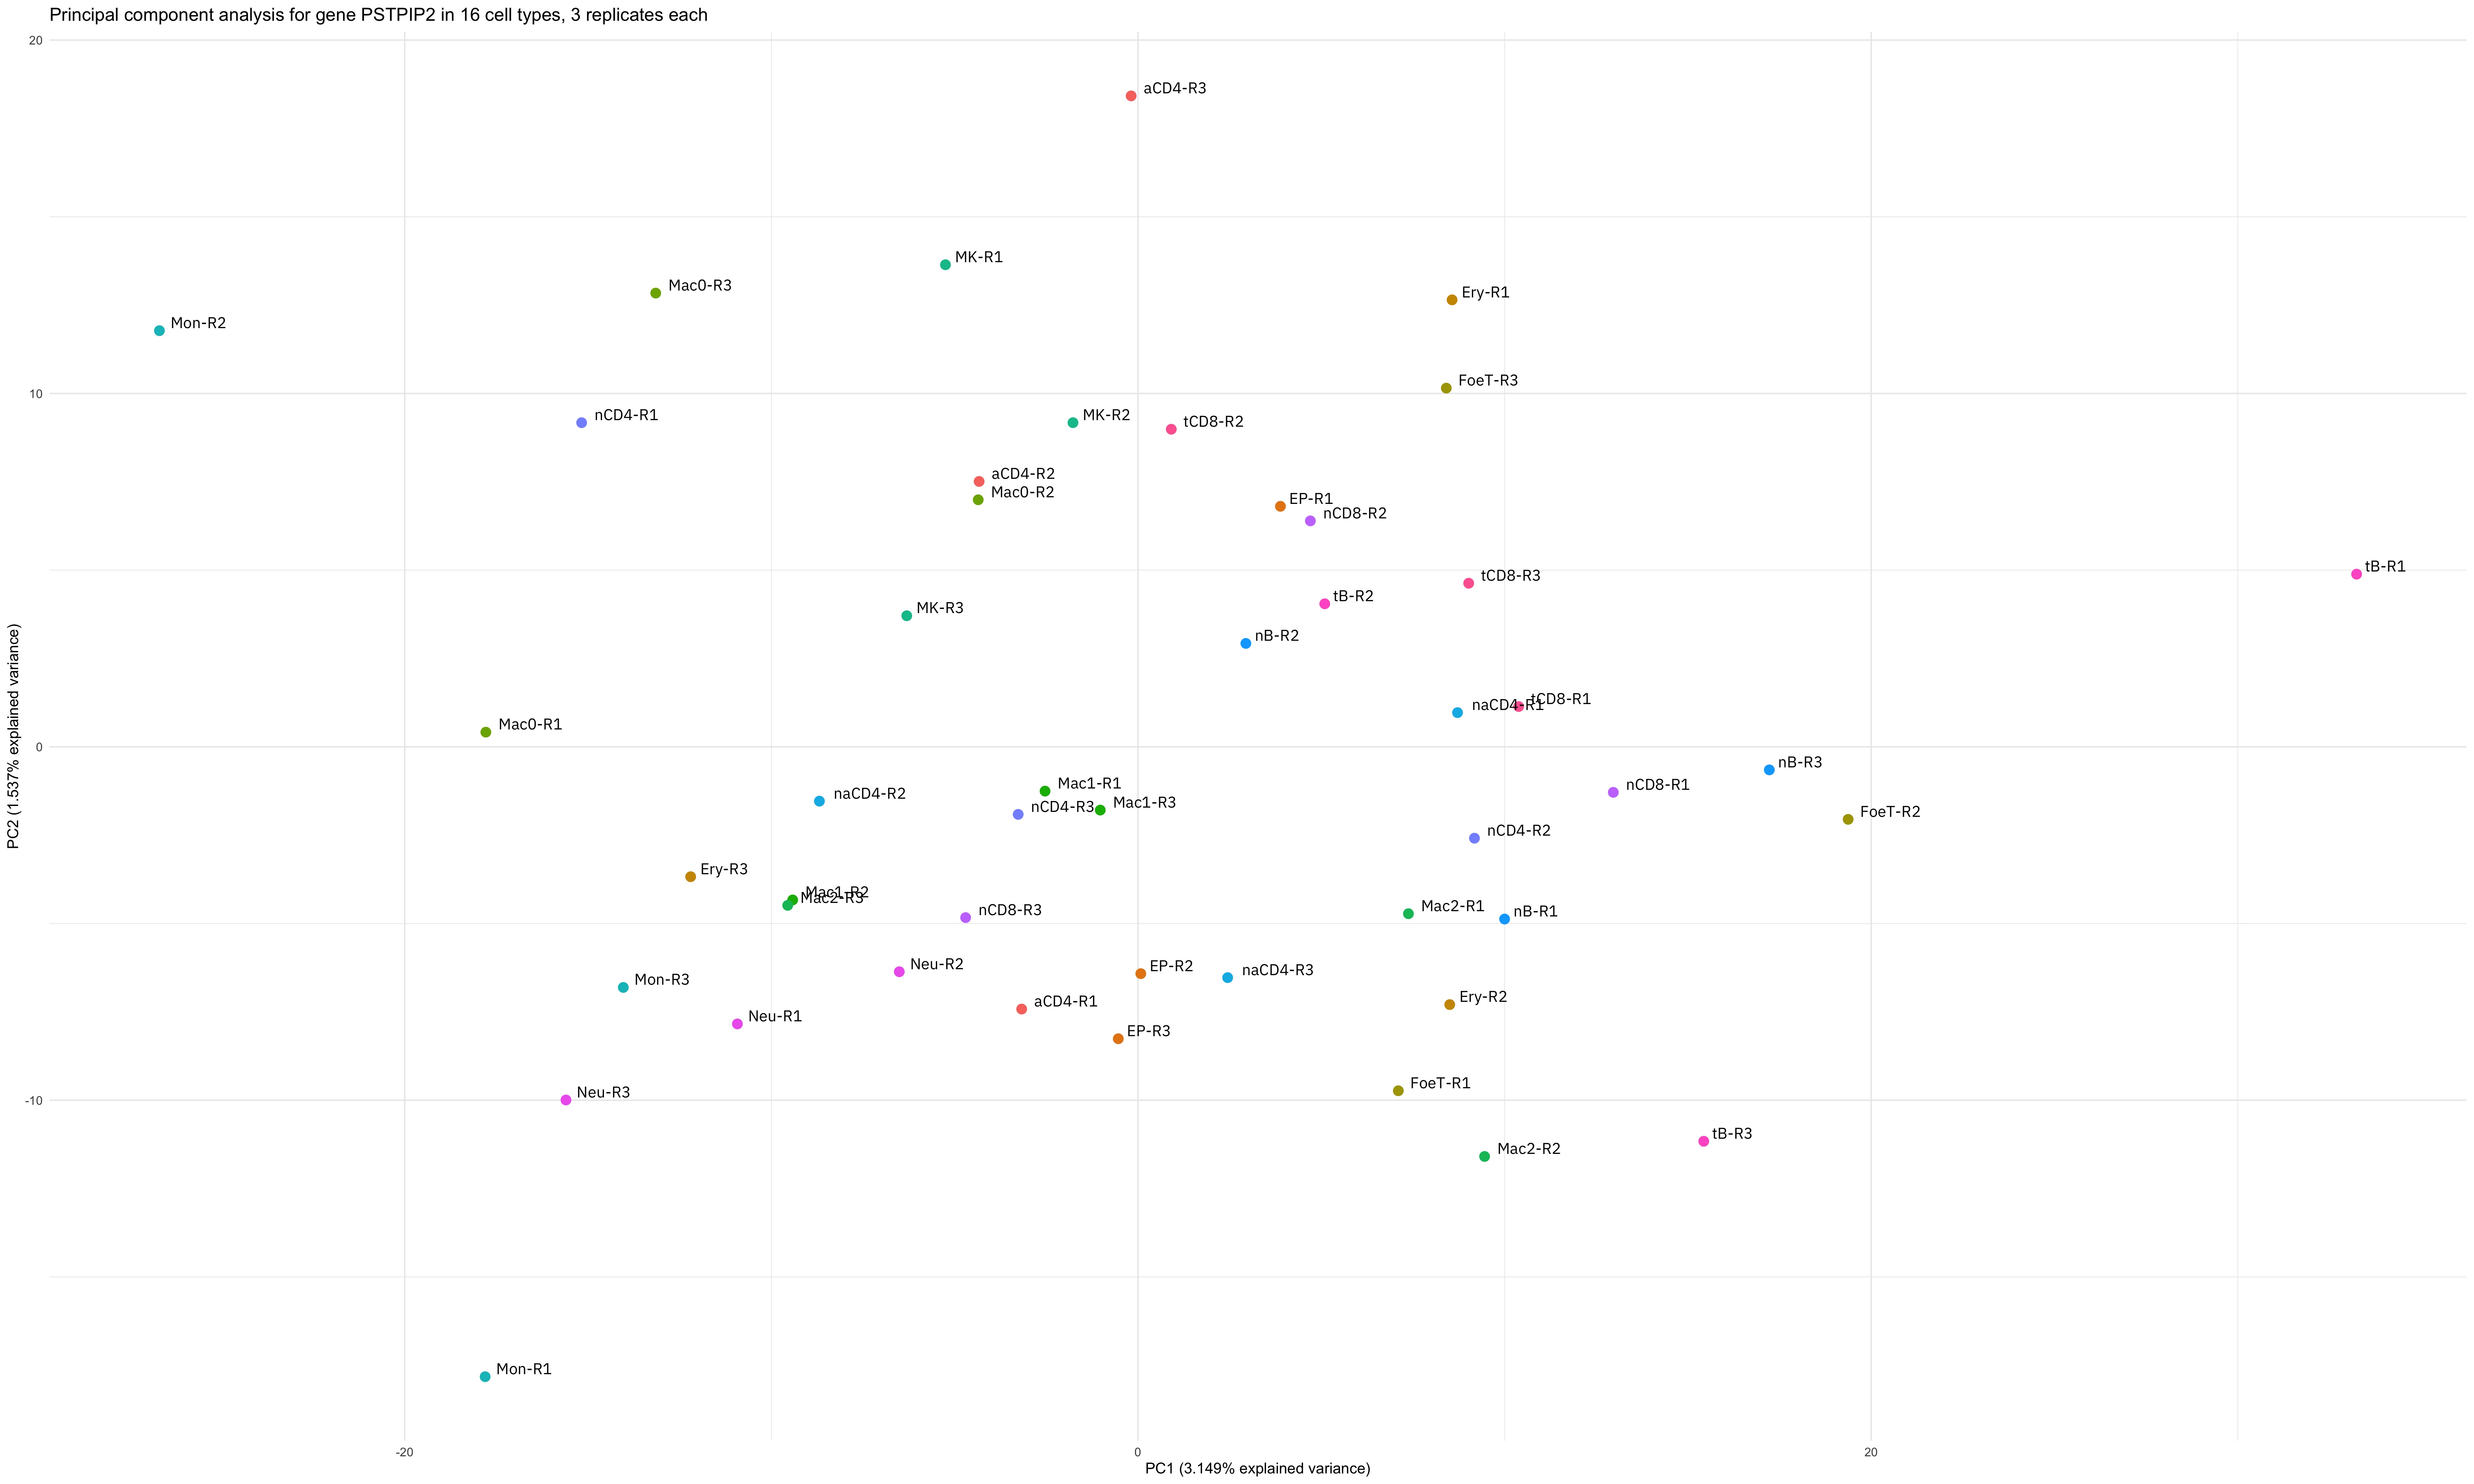 Principal component analysis for gene PSTPIP2 in 16 cell types, 3 replicates each
20
aCD4-R3
MK-R1
Mac0-R3
Ery-R1
Mon-R2
FoeT-R3
10
nCD4-R1
MK-R2
tCD8-R2
aCD4-R2
Mac0-R2
EP-R1
nCD8-R2
tB-R1
tCD8-R3
tB-R2
MK-R3
nB-R2
tCD8-R1
naCD4-R1
Mac0-R1
0
nB-R3
Mac1-R1
nCD8-R1
naCD4-R2
Mac1-R3
nCD4-R3
FoeT-R2
nCD4-R2
Ery-R3
Mac1-R2
Mac2-R3
Mac2-R1
nCD8-R3
nB-R1
Neu-R2
EP-R2
naCD4-R3
Mon-R3
Ery-R2
aCD4-R1
Neu-R1
EP-R3
FoeT-R1
Neu-R3
-10
tB-R3
Mac2-R2
Mon-R1
-20
0
20
PC1 (3.149% explained variance)
PC2 (1.537% explained variance)